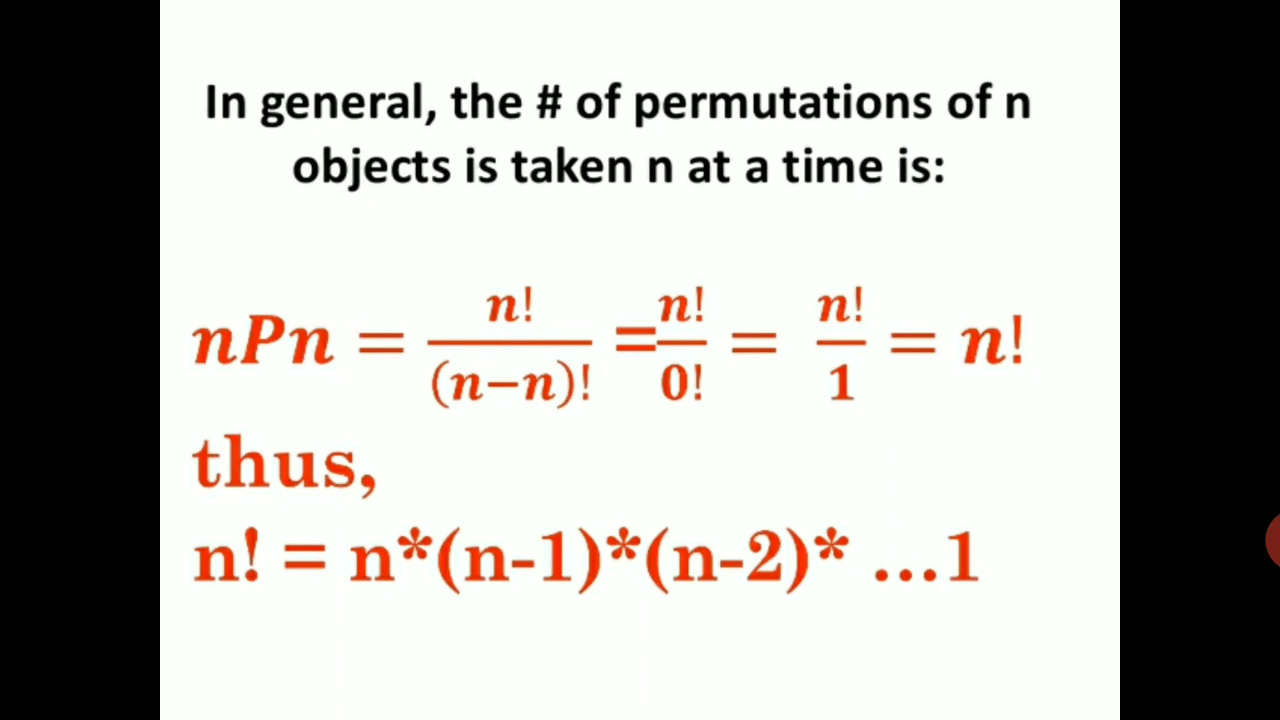 In general, the # of permutations of n
objects is taken n at a time is:
nPn = n!/(n−n)! = n!/0! = n!/1 = n!
thus,
n! = n*(n-1)*(n-2)* ...1